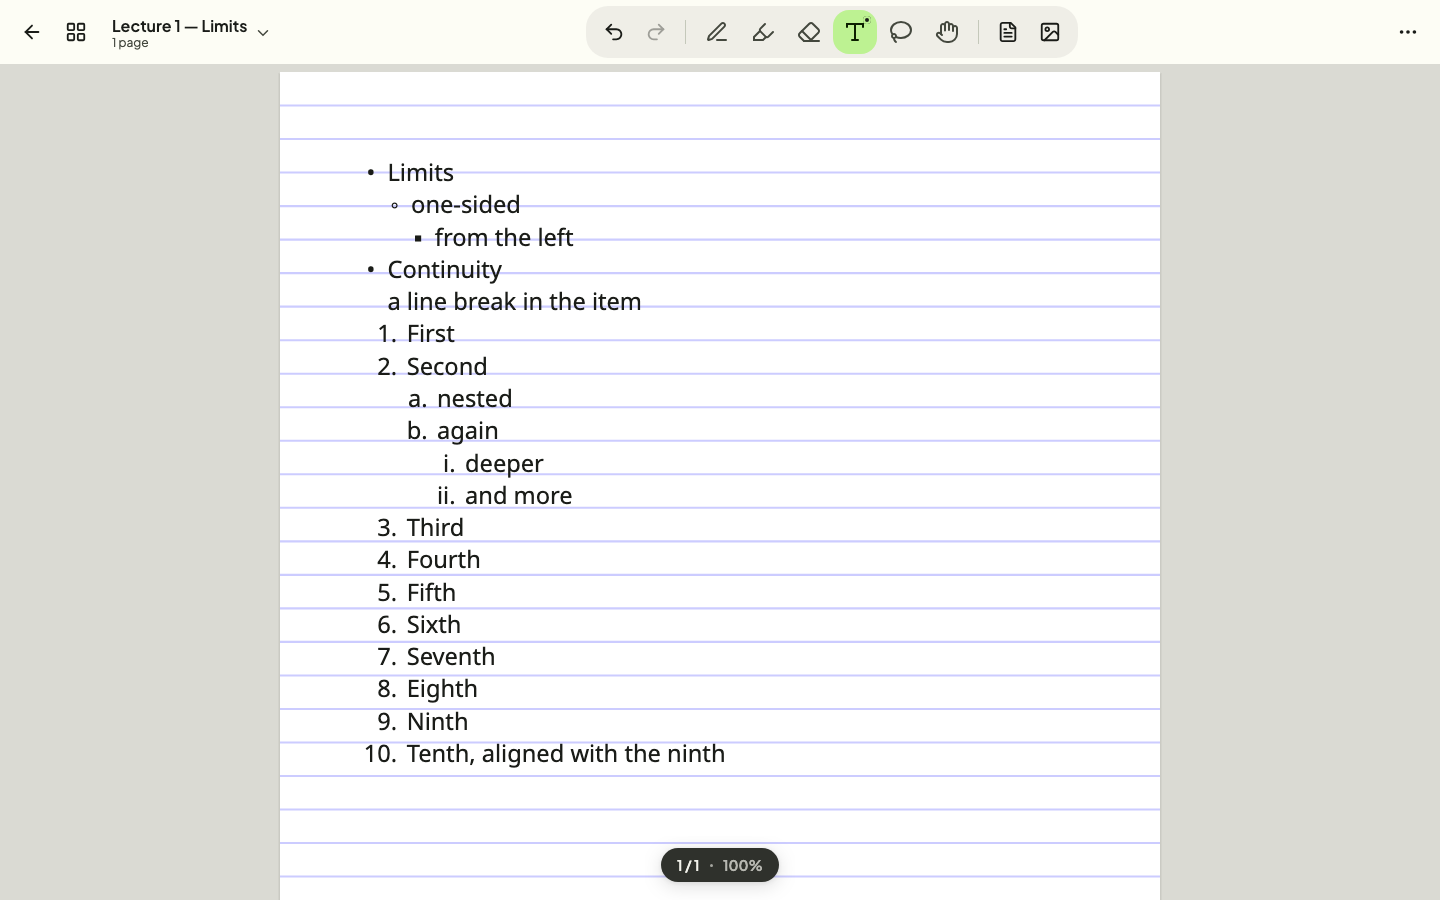 Lecture 1 — Limits
1 page
• Limits
◦ one-sided
▪ from the left
• Continuity
a line break in the item
1. First
2. Second
a. nested
b. again
i. deeper
ii. and more
3. Third
4. Fourth
5. Fifth
6. Sixth
7. Seventh
8. Eighth
9. Ninth
10. Tenth, aligned with the ninth
1 / 1 · 100%